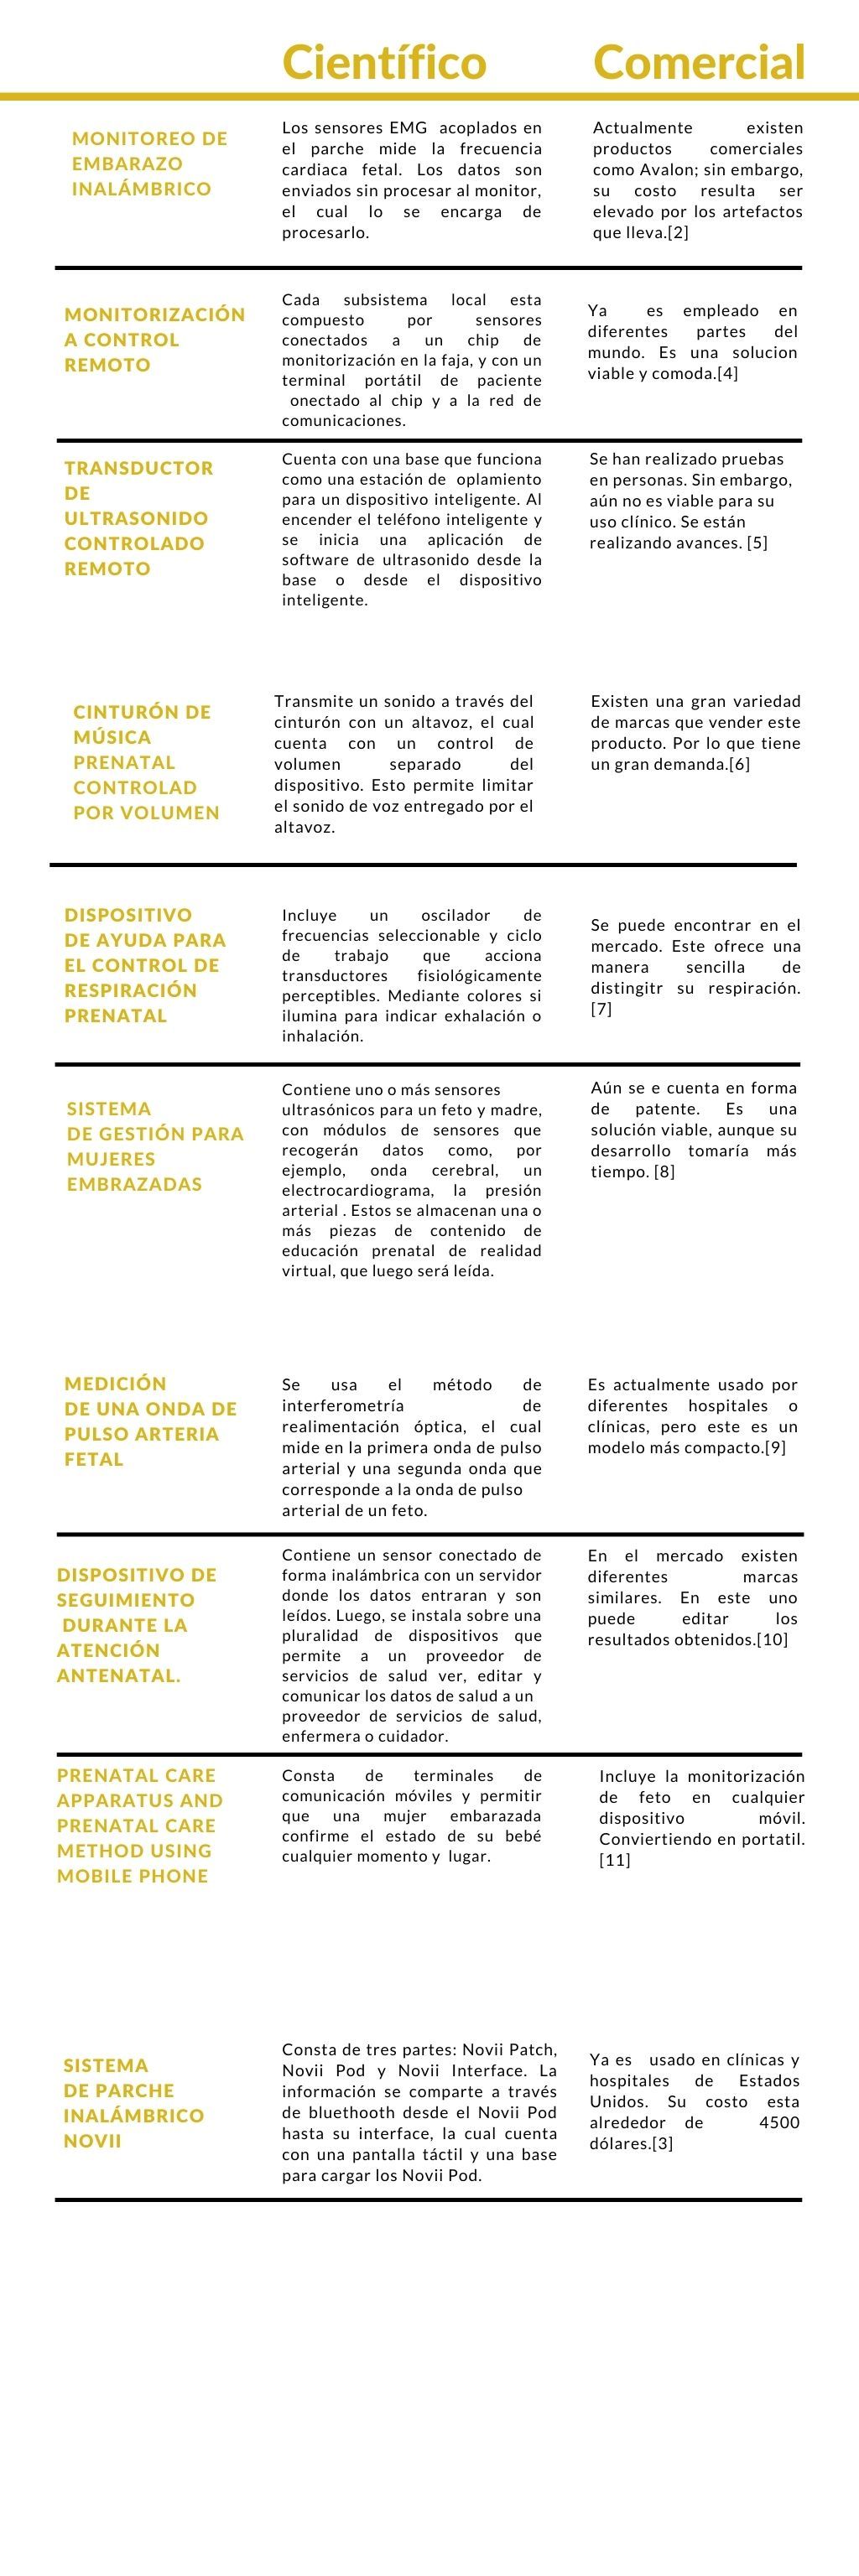 Científico
Comercial
MONITOREO DE
EMBARAZO
INALÁMBRICO
Los sensores EMG acoplados en
el parche mide la frecuencia
cardiaca fetal. Los datos son
enviados sin procesar al monitor,
el cual lo se encarga de
procesarlo.
Actualmente existen
productos comerciales
como Avalon; sin embargo,
su costo resulta ser
elevado por los artefactos
que lleva.[2]
MONITORIZACIÓN
A CONTROL
REMOTO
Cada subsistema local esta
compuesto por sensores
conectados a un chip de
monitorización en la faja, y con un
terminal portátil de paciente
onectado al chip y a la red de
comunicaciones.
Ya es empleado en
diferentes partes del
mundo. Es una solucion
viable y comoda.[4]
TRANSDUCTOR
DE
ULTRASONIDO
CONTROLADO
REMOTO
Cuenta con una base que funciona
como una estación de oplamiento
para un dispositivo inteligente. Al
encender el teléfono inteligente y
se inicia una aplicación de
software de ultrasonido desde la
base o desde el dispositivo
inteligente.
Se han realizado pruebas
en personas. Sin embargo,
aún no es viable para su
uso clínico. Se están
realizando avances. [5]
CINTURÓN DE
MÚSICA
PRENATAL
CONTROLAD
POR VOLUMEN
Transmite un sonido a través del
cinturón con un altavoz, el cual
cuenta con un control de
volumen separado del
dispositivo. Esto permite limitar
el sonido de voz entregado por el
altavoz.
Existen una gran variedad
de marcas que vender este
producto. Por lo que tiene
un gran demanda.[6]
DISPOSITIVO
DE AYUDA PARA
EL CONTROL DE
RESPIRACIÓN
PRENATAL
Incluye un oscilador de
frecuencias seleccionable y ciclo
de trabajo que acciona
transductores fisiológicamente
perceptibles. Mediante colores si
ilumina para indicar exhalación o
inhalación.
Se puede encontrar en el
mercado. Este ofrece una
manera sencilla de
distingitr su respiración.
[7]
SISTEMA
DE GESTIÓN PARA
MUJERES
EMBRAZADAS
Contiene uno o más sensores
ultrasónicos para un feto y madre,
con módulos de sensores que
recogerán datos como, por
ejemplo, onda cerebral, un
electrocardiograma, la presión
arterial . Estos se almacenan una o
más piezas de contenido de
educación prenatal de realidad
virtual, que luego será leída.
Aún se e cuenta en forma
de patente. Es una
solución viable, aunque su
desarrollo tomaría más
tiempo. [8]
MEDICIÓN
DE UNA ONDA DE
PULSO ARTERIA
FETAL
Se usa el método de
interferometría de
realimentación óptica, el cual
mide en la primera onda de pulso
arterial y una segunda onda que
corresponde a la onda de pulso
arterial de un feto.
Es actualmente usado por
diferentes hospitales o
clínicas, pero este es un
modelo más compacto.[9]
DISPOSITIVO DE
SEGUIMIENTO
DURANTE LA
ATENCIÓN
ANTENATAL.
Contiene un sensor conectado de
forma inalámbrica con un servidor
donde los datos entraran y son
leídos. Luego, se instala sobre una
pluralidad de dispositivos que
permite a un proveedor de
servicios de salud ver, editar y
comunicar los datos de salud a un
proveedor de servicios de salud,
enfermera o cuidador.
En el mercado existen
diferentes marcas
similares. En este uno
puede editar los
resultados obtenidos.[10]
PRENATAL CARE
APPARATUS AND
PRENATAL CARE
METHOD USING
MOBILE PHONE
Consta de terminales de
comunicación móviles y permitir
que una mujer embarazada
confirme el estado de su bebé
cualquier momento y lugar.
Incluye la monitorización
de feto en cualquier
dispositivo móvil.
Conviertiendo en portatil.
[11]
SISTEMA
DE PARCHE
INALÁMBRICO
NOVII
Consta de tres partes: Novii Patch,
Novii Pod y Novii Interface. La
información se comparte a través
de bluethooth desde el Novii Pod
hasta su interface, la cual cuenta
con una pantalla táctil y una base
para cargar los Novii Pod.
Ya es usado en clínicas y
hospitales de Estados
Unidos. Su costo esta
alrededor de 4500
dólares.[3]